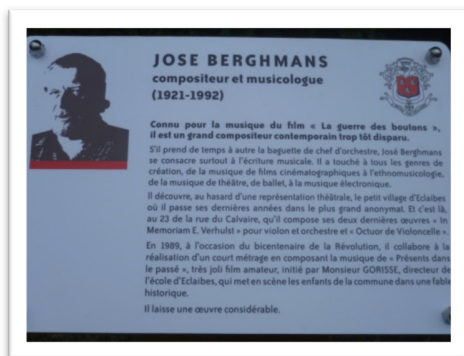 JOSE BERGHMANS
compositeur et musicologue
(1921-1992)
Connu pour la musique du film « La guerre des boutons »,
il est un grand compositeur contemporain trop tôt disparu.
S'il prend de temps à autre la baguette de chef d'orchestre, José Berghmans
se consacre surtout à l'écriture musicale. Il a touché à tous les genres de
création, de la musique de films cinématographiques à l'ethnomusicologie,
de la musique de théâtre, de ballet, à la musique électronique.
Il découvre, au hasard d'une représentation théâtrale, le petit village d'Eclaibes
où il passe ses dernières années dans le plus grand anonymat. Et c'est là,
au 23 de la rue du Calvaire, qu'il compose ses deux dernières œuvres « In
Memoriam E. Verhulst » pour violon et orchestre et « Octuor de Violoncelle ».
En 1989, à l'occasion du bicentenaire de la Révolution, il collabore à la
réalisation d'un court métrage en composant la musique de « Présents dans
le passé », très joli film amateur, initié par Monsieur GORISSE, directeur de
l'école d'Eclaibes, qui met en scène les enfants de la commune dans une fable
historique.
Il laisse une œuvre considérable.